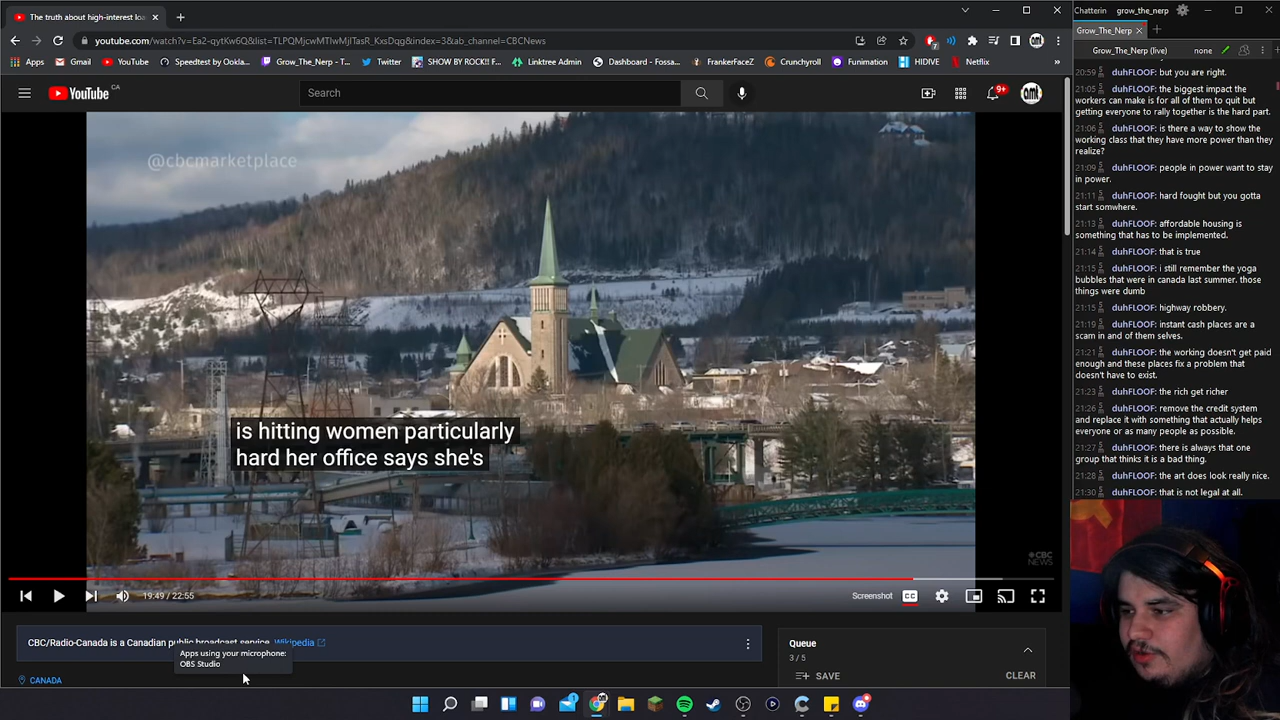 The truth about high-interest loa
youtube.com/watch?v=Ea2-qytKw6Q&list=TLPQMjcwMTIwMjITasR_KxsDqg&index=3&ab_channel=CBCNews
Apps
Gmail
YouTube
Speedtest by Ookla...
Grow_The_Nerp - T...
Twitter
SHOW BY ROCK!! F...
Linktree Admin
Dashboard - Fossa...
FrankerFaceZ
Crunchyroll
Funimation
HIDIVE
Netflix
»
YouTube CA
Search
9+
@cbcmarketplace
is hitting women particularly
hard her office says she's
CBC
NEWS
19:49 / 22:55
Screenshot
CC
CBC/Radio-Canada is a Canadian public broadcast service. Wikipedia
Apps using your microphone:
OBS Studio
CANADA
Queue
3 / 5
SAVE
CLEAR
Chatterin
grow_the_nerp
Grow_The_Nerp
Grow_The_Nerp (live)
none
20:59 duhFLOOF: but you are right.
21:05 duhFLOOF: the biggest impact the
workers can make is for all of them to quit but
getting everyone to rally together is the hard part.
21:06 duhFLOOF: is there a way to show the
working class that they have more power than they
realize?
21:09 duhFLOOF: people in power want to stay
in power.
21:11 duhFLOOF: hard fought but you gotta
start somwhere.
21:13 duhFLOOF: affordable housing is
something that has to be implemented.
21:14 duhFLOOF: that is true
21:15 duhFLOOF: i still remember the yoga
bubbles that were in canada last summer. those
things were dumb
21:15 duhFLOOF: highway robbery.
21:19 duhFLOOF: instant cash places are a
scam in and of them selves.
21:21 duhFLOOF: the working doesn't get paid
enough and these places fix a problem that
doesn't have to exist.
21:23 duhFLOOF: the rich get richer
21:26 duhFLOOF: remove the credit system
and replace it with something that actually helps
everyone or as many people as possible.
21:27 duhFLOOF: there is always that one
group that thinks it is a bad thing.
21:28 duhFLOOF: the art does look really nice.
21:30 duhFLOOF: that is not legal at all.